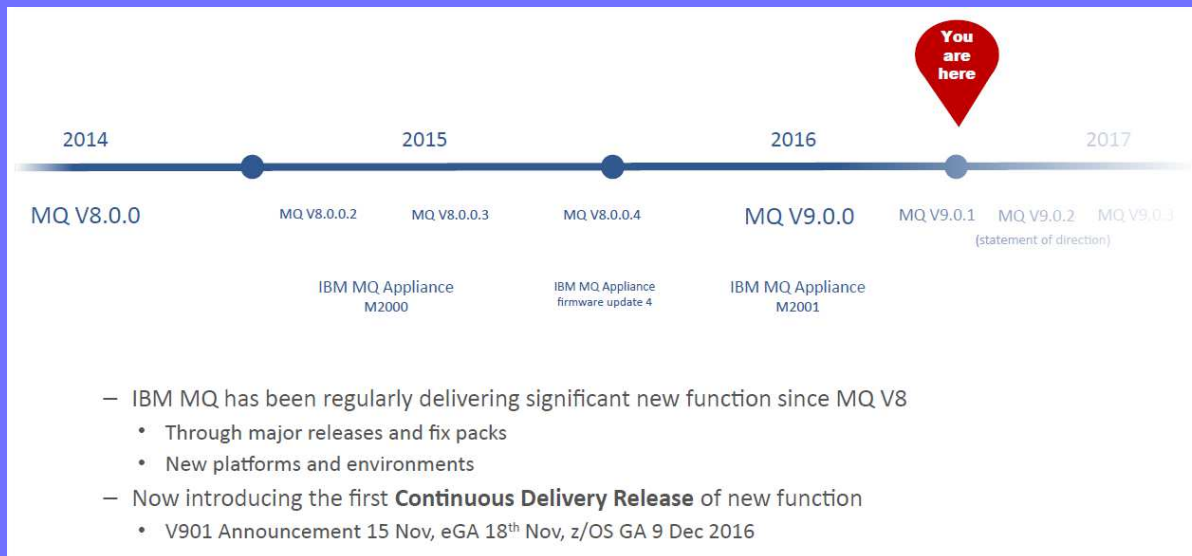 You
are
here
2014 2015 2016 2017
MQ V8.0.0 MQ V8.0.0.2 MQ V8.0.0.3 MQ V8.0.0.4 MQ V9.0.0 MQ V9.0.1 MQ V9.0.2 MQ V9.0.3
(statement of direction)
IBM MQ Appliance IBM MQ Appliance IBM MQ Appliance
M2000 firmware update 4 M2001
– IBM MQ has been regularly delivering significant new function since MQ V8
• Through major releases and fix packs
• New platforms and environments
– Now introducing the first Continuous Delivery Release of new function
• V901 Announcement 15 Nov, eGA 18th Nov, z/OS GA 9 Dec 2016